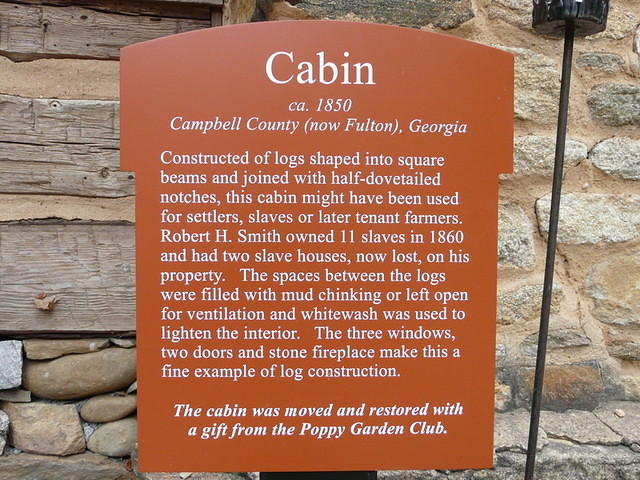 Cabin
ca. 1850
Campbell County (now Fulton), Georgia
Constructed of logs shaped into square
beams and joined with half-dovetailed
notches, this cabin might have been used
for settlers, slaves or later tenant farmers.
Robert H. Smith owned 11 slaves in 1860
and had two slave houses, now lost, on his
property. The spaces between the logs
were filled with mud chinking or left open
for ventilation and whitewash was used to
lighten the interior. The three windows,
two doors and stone fireplace make this a
fine example of log construction.
The cabin was moved and restored with
a gift from the Poppy Garden Club.